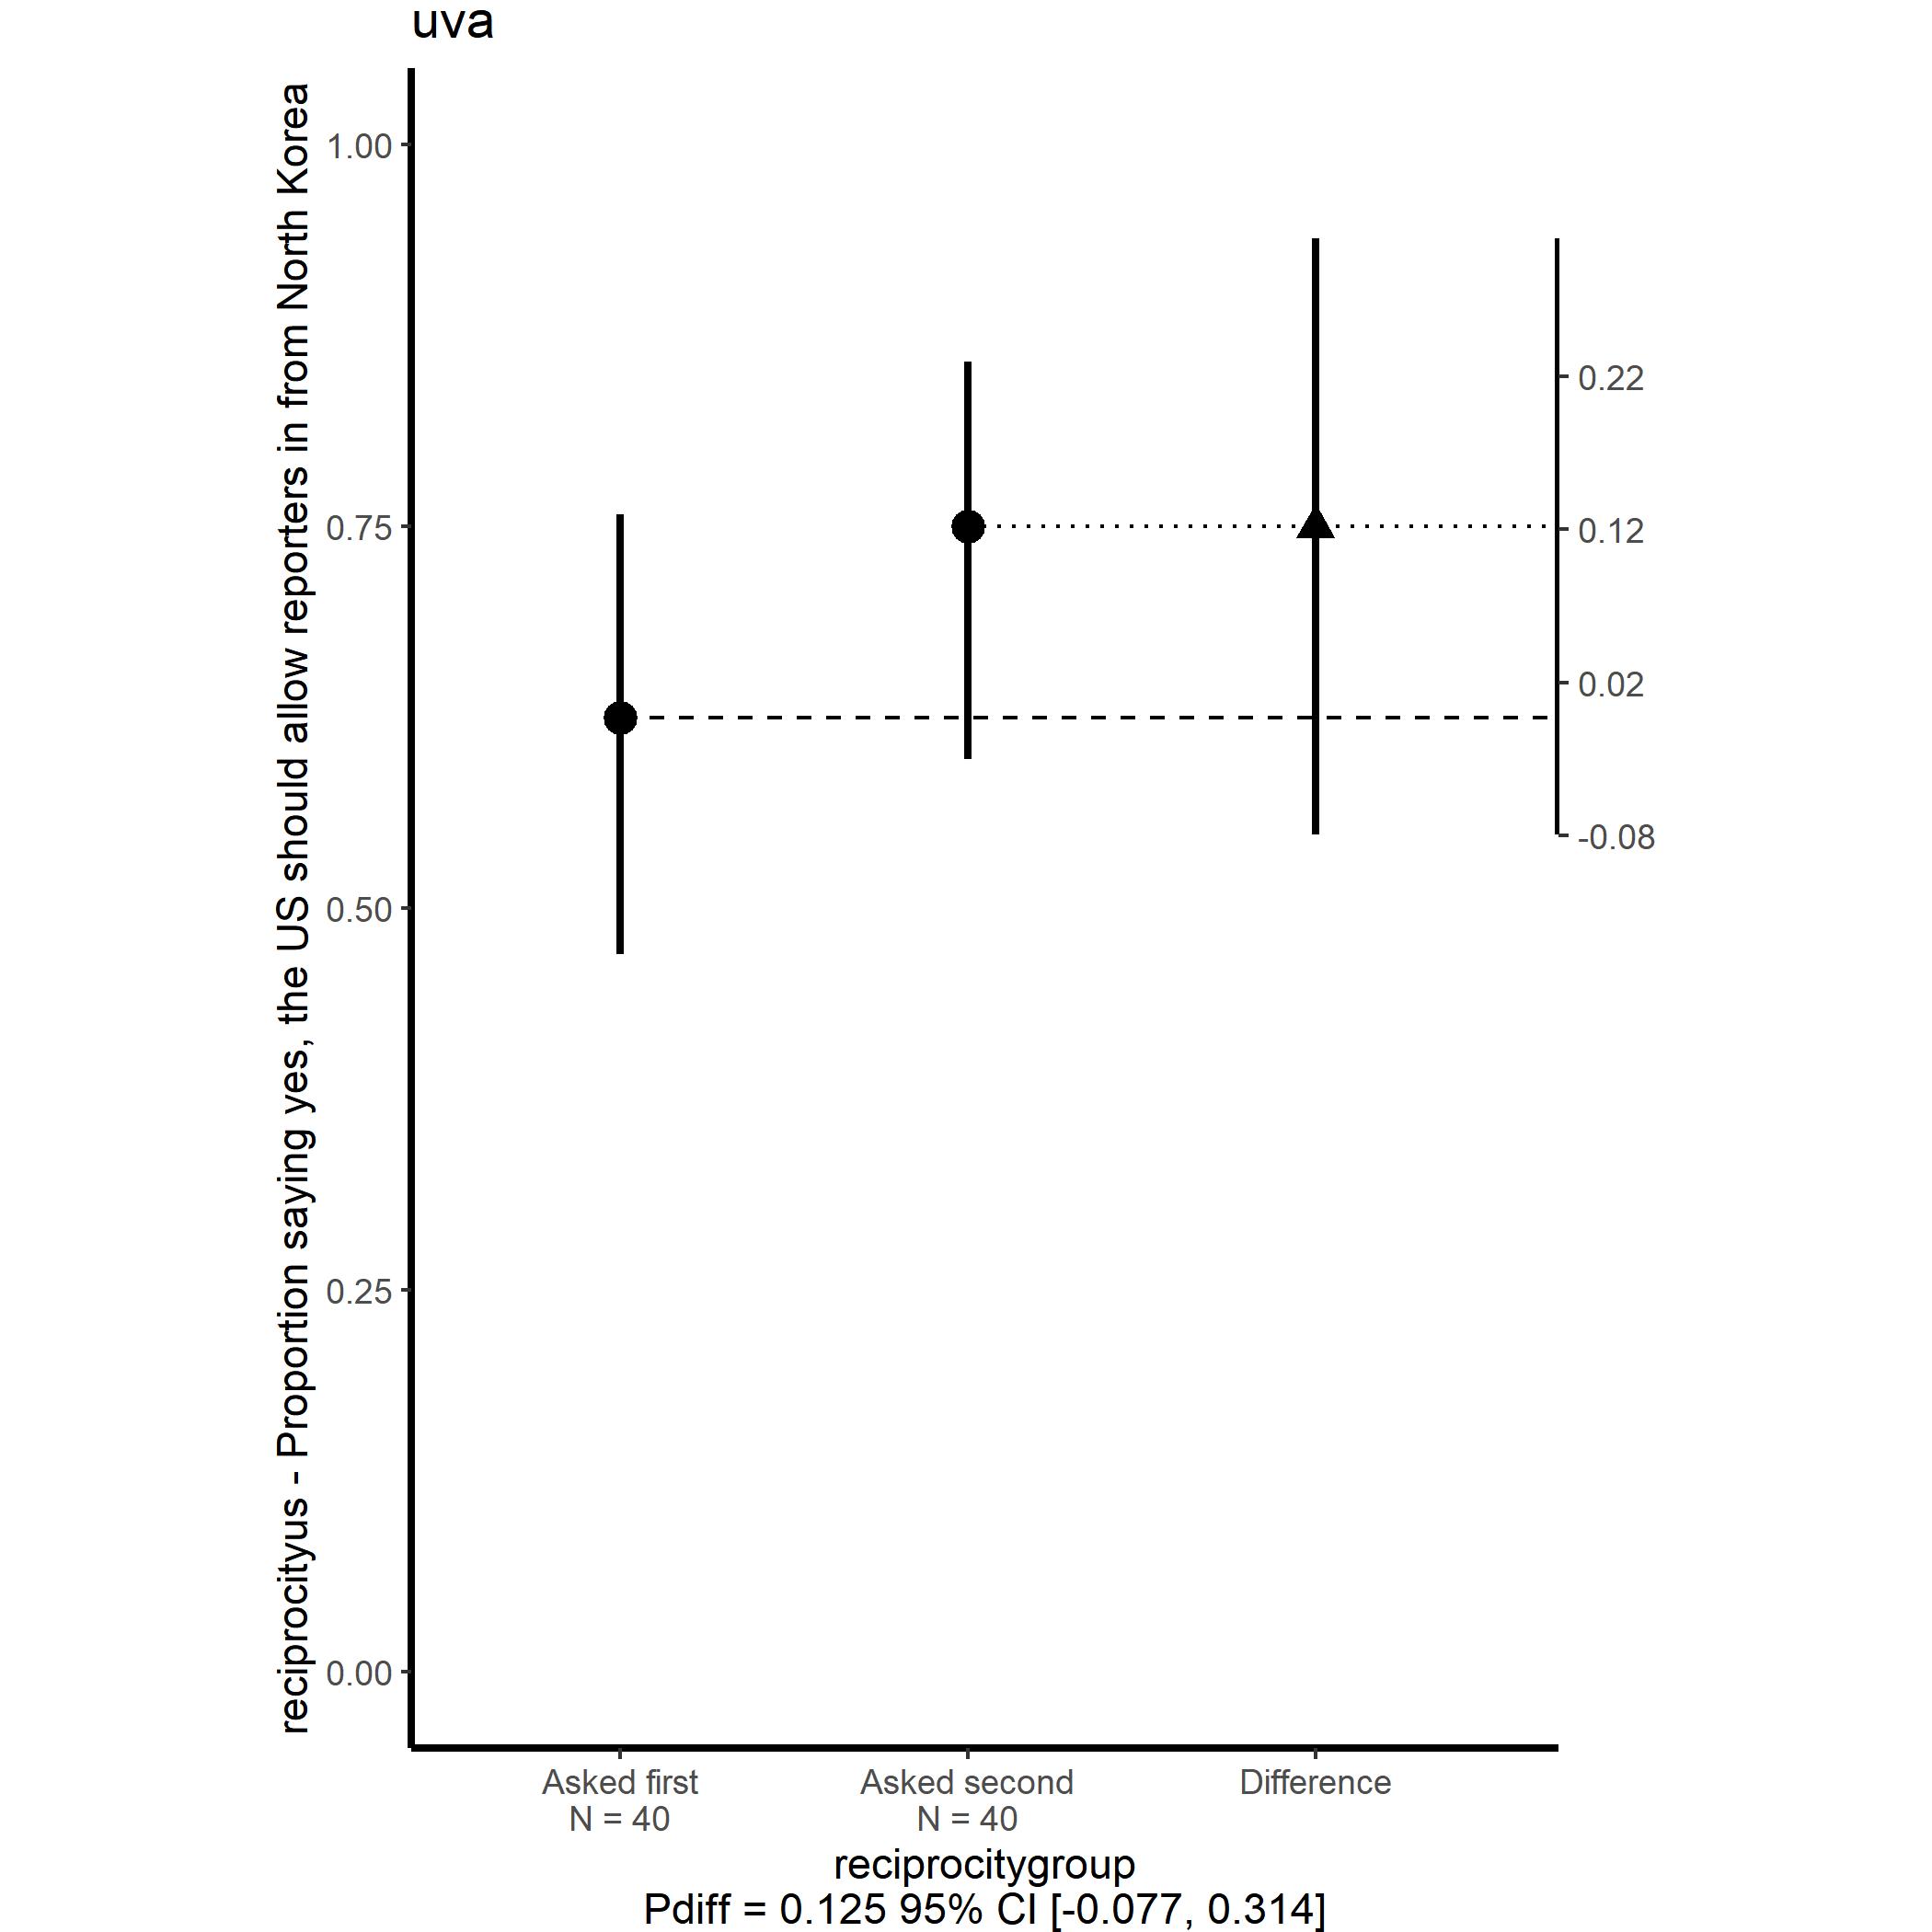 uva
reciprocityus - Proportion saying yes, the US should allow reporters in from North Korea
1.00
0.75
0.50
0.25
0.00
0.22
0.12
0.02
-0.08
Asked first
N = 40
Asked second
N = 40
Difference
reciprocitygroup
Pdiff = 0.125 95% CI [-0.077, 0.314]